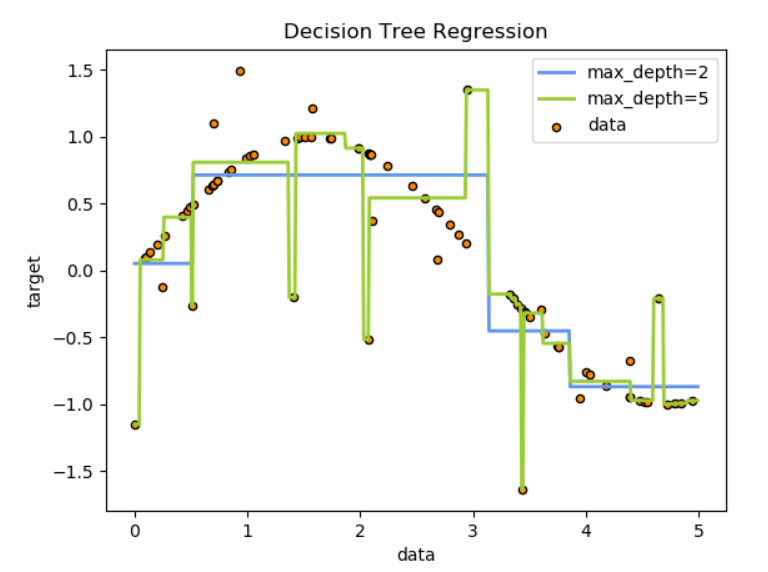 Decision Tree Regression
max_depth=2
max_depth=5
data
1.5
1.0
0.5
0.0
−0.5
−1.0
−1.5
target
0 1 2 3 4 5
data